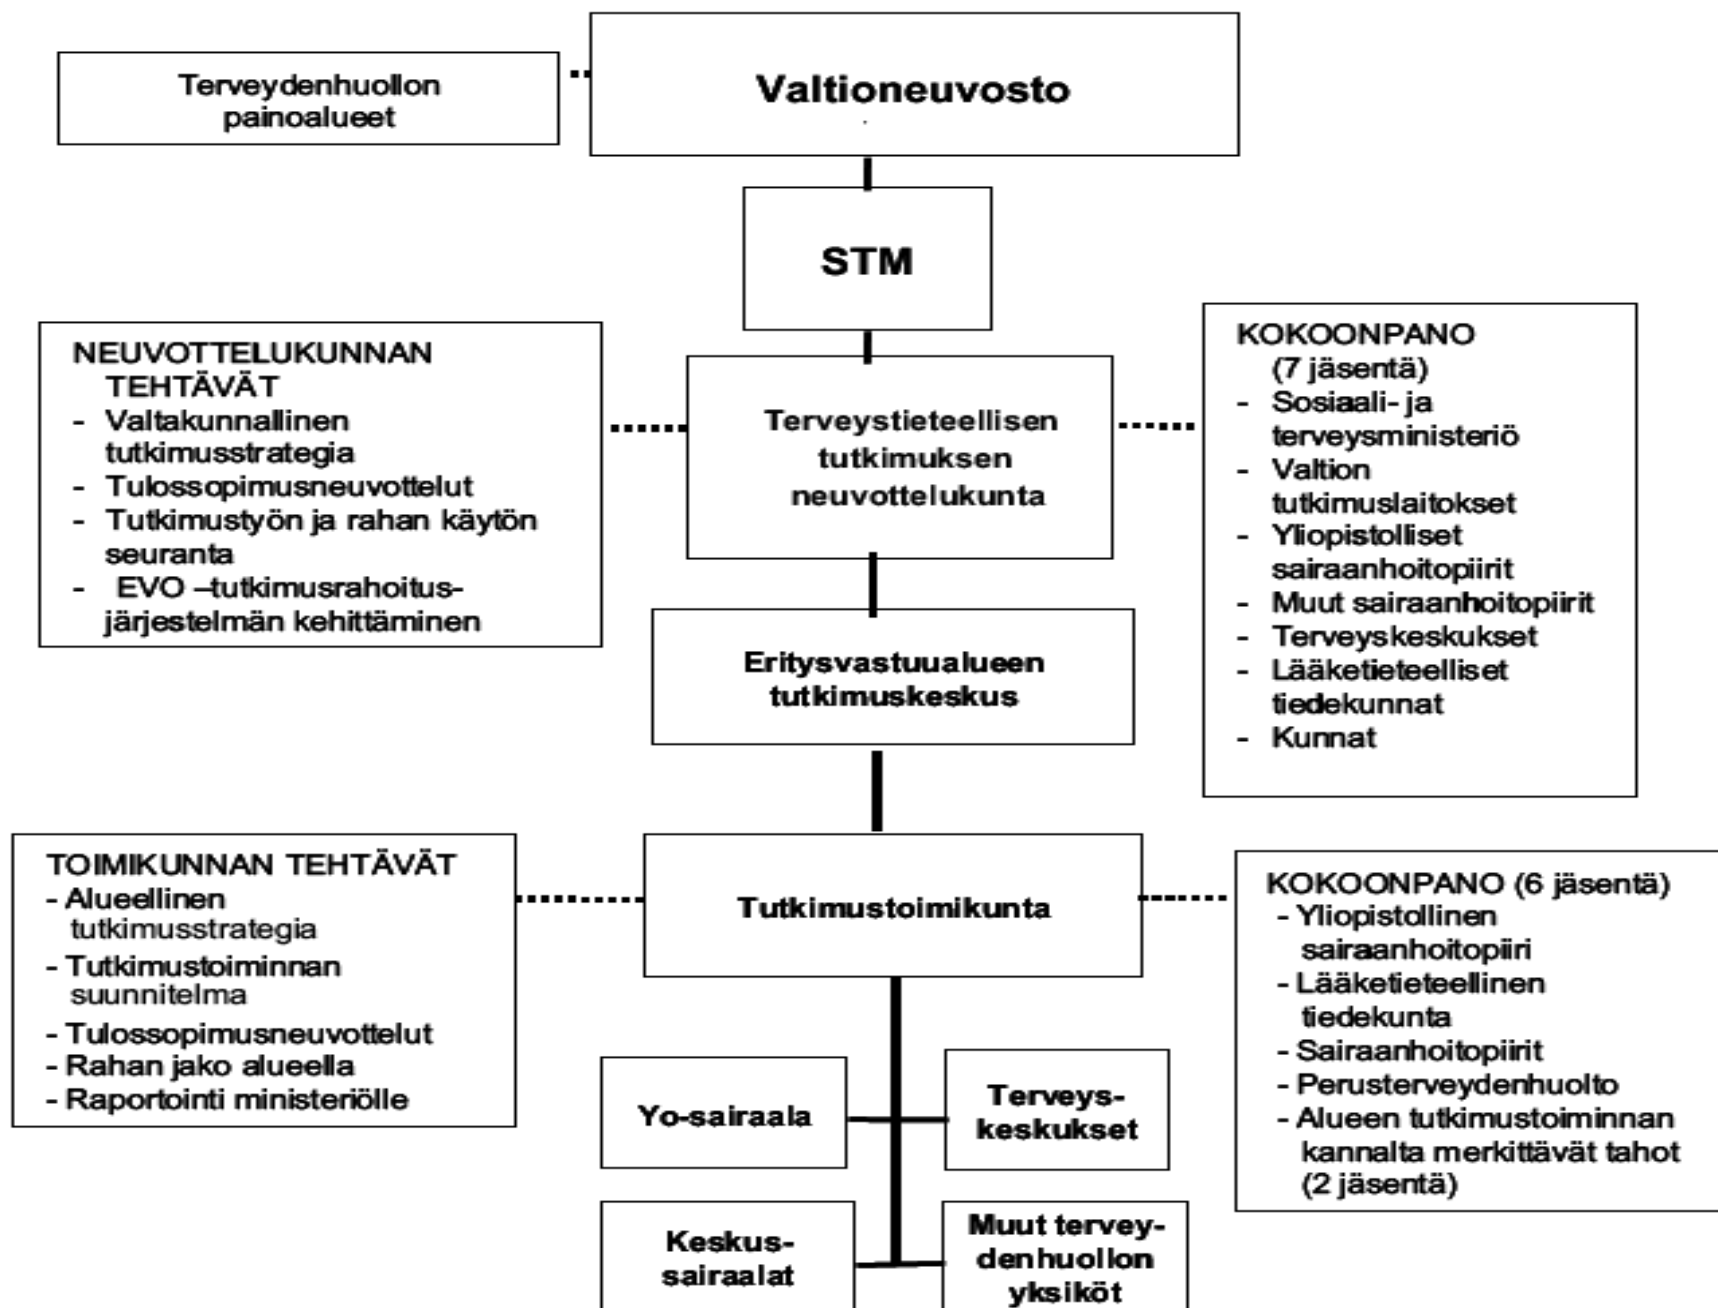 Terveydenhuollon
painoalueet
Valtioneuvosto
STM
NEUVOTTELUKUNNAN
TEHTÄVÄT
- Valtakunnallinen
tutkimusstrategia
- Tulossopimusneuvottelut
- Tutkimustyön ja rahan käytön
seuranta
- EVO –tutkimusrahoitus-
järjestelmän kehittäminen
Terveystieteellisen
tutkimuksen
neuvottelukunta
KOKOONPANO
(7 jäsentä)
- Sosiaali- ja
terveysministeriö
- Valtion
tutkimuslaitokset
- Yliopistolliset
sairaanhoitopiirit
- Muut sairaanhoitopiirit
- Terveyskeskukset
- Lääketieteelliset
tiedekunnat
- Kunnat
Eritysvastuualueen
tutkimuskeskus
TOIMIKUNNAN TEHTÄVÄT
- Alueellinen
tutkimusstrategia
- Tutkimustoiminnan
suunnitelma
- Tulossopimusneuvottelut
- Rahan jako alueella
- Raportointi ministeriölle
Tutkimustoimikunta
KOKOONPANO (6 jäsentä)
- Yliopistollinen
sairaanhoitopiiri
- Lääketieteellinen
tiedekunta
- Sairaanhoitopiirit
- Perusterveydenhuolto
- Alueen tutkimustoiminnan
kannalta merkittävät tahot
(2 jäsentä)
Yo-sairaala
Terveys-
keskukset
Keskus-
sairaalat
Muut tervey-
denhuollon
yksiköt